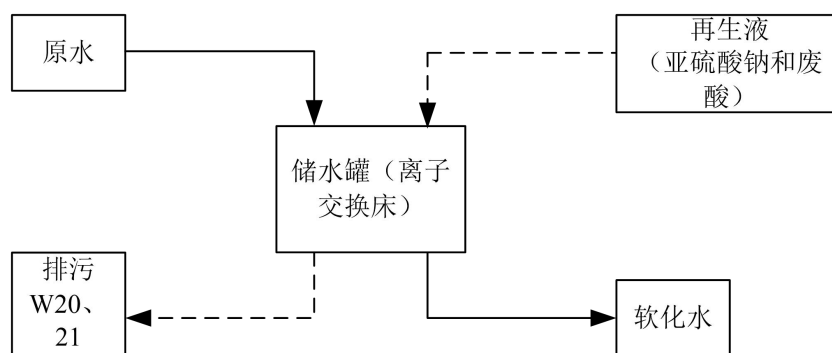 原水
再生液
（亚硫酸钠和废
酸）
储水罐（离子
交换床）
排污
W20、
21
软化水